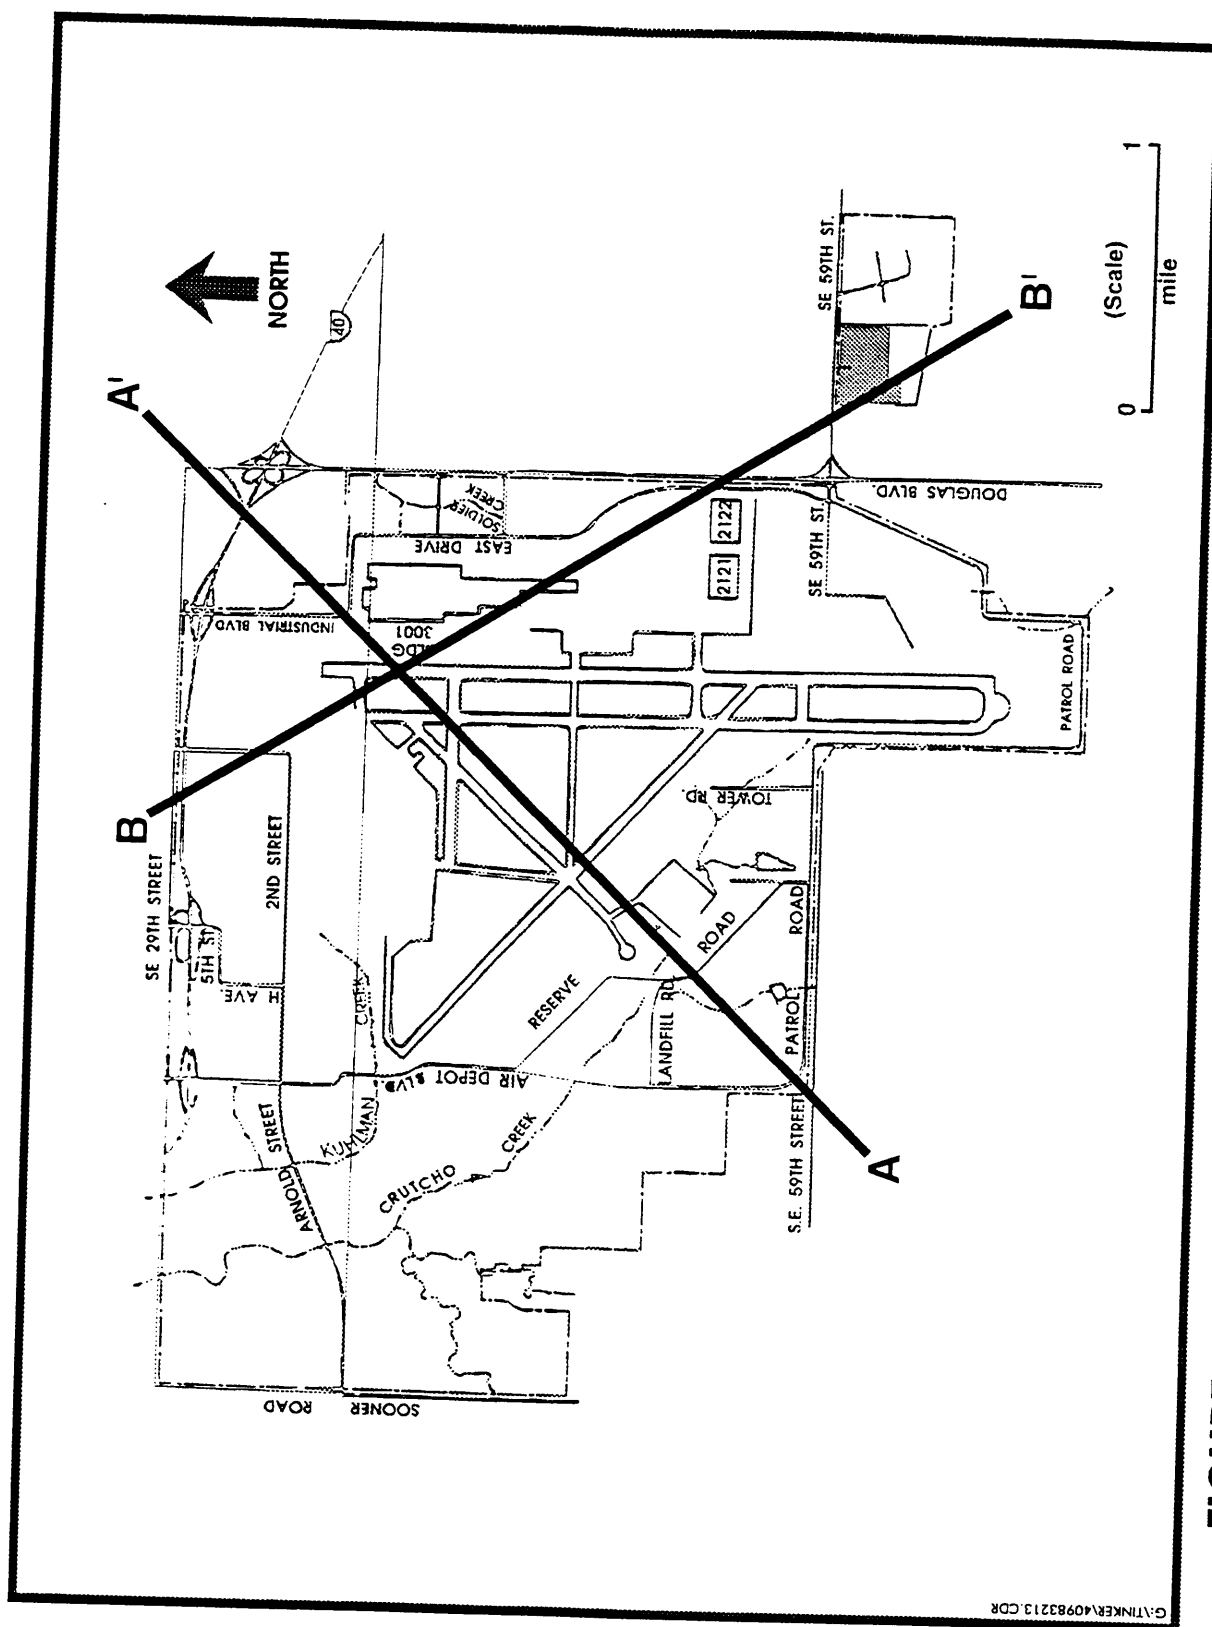 A'
NORTH
40
B
SE 29TH STREET
5TH ST.
H AVE
2ND STREET
INDUSTRIAL BLVD
BLDG
3001
EAST DRIVE
SOLDIER
CREEK
2121
2122
SE 59TH ST.
SE 59TH ST.
1
B'
DOUGLAS BLVD.
PATROL ROAD
TOWER RD
CREEK
KUHLMAN
ARNOLD
STREET
AIR DEPOT BLVD.
RESERVE
ROAD
LANDFILL RD.
PATROL
ROAD
CRUTCHO
CREEK
S.E. 59TH STREET
A
SOONER
ROAD
(Scale)
0
1
mile
G:\TINKER\40983213.CDR